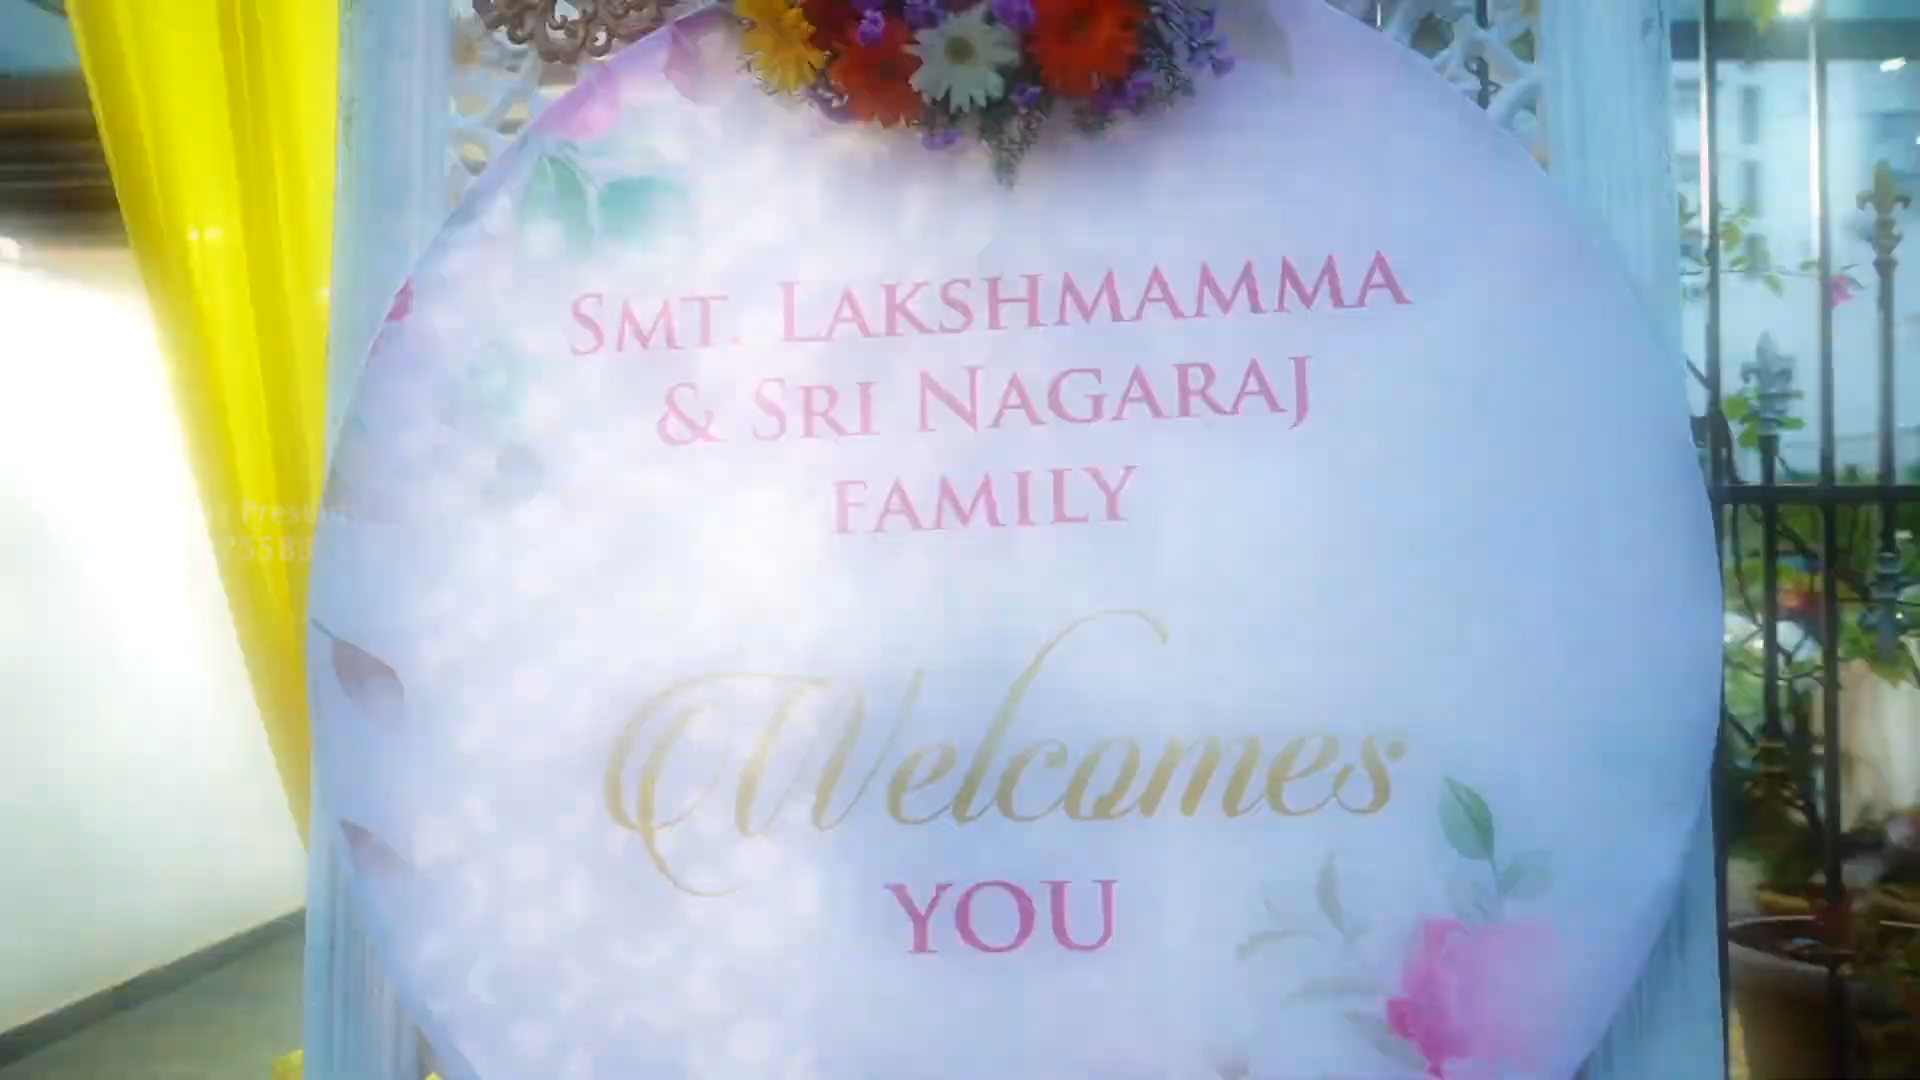 SMT. LAKSHMAMMA
& SRI NAGARAJ
FAMILY
Welcomes
YOU